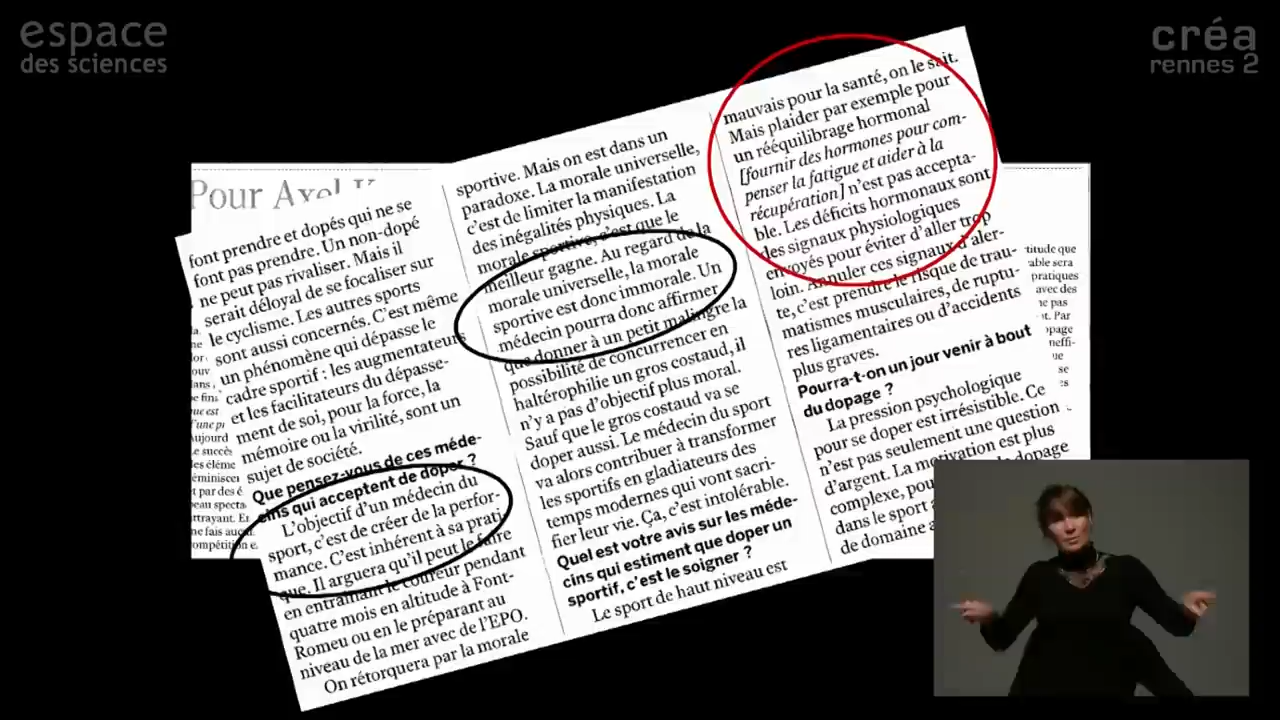 espace
des sciences
créa
rennes 2
Pour Axel K
font prendre et dopés qui ne se
font pas prendre. Un non-dopé
ne peut pas rivaliser. Mais il
serait déloyal de se focaliser sur
le cyclisme. Les autres sports
sont aussi concernés. C'est même
un phénomène qui dépasse le
cadre sportif : les augmentateurs
et les facilitateurs du dépasse-
ment de soi, pour la force, la
mémoire ou la virilité, sont un
sujet de société.
Que pensez-vous de ces méde-
cins qui acceptent de doper ?
L'objectif d'un médecin du
sport, c'est de créer de la perfor-
mance. C'est inhérent à sa prati-
que. Il arguera qu'il peut le faire
en entraînant le coureur pendant
quatre mois en altitude à Font-
Romeu ou en le préparant au
niveau de la mer avec de l'EPO.
On rétorquera par la morale
sportive. Mais on est dans un
paradoxe. La morale universelle,
c'est de limiter la manifestation
des inégalités physiques. La
morale sportive, c'est que le
meilleur gagne. Au regard de la
morale universelle, la morale
sportive est donc immorale. Un
médecin pourra donc affirmer
que donner à un petit malingre la
possibilité de concurrencer en
haltérophilie un gros costaud, il
n'y a pas d'objectif plus moral.
Sauf que le gros costaud va se
doper aussi. Le médecin du sport
va alors contribuer à transformer
les sportifs en gladiateurs des
temps modernes qui vont sacri-
fier leur vie. Ça, c'est intolérable.
Quel est votre avis sur les méde-
cins qui estiment que doper un
sportif, c'est le soigner ?
Le sport de haut niveau est
mauvais pour la santé, on le sait.
Mais plaider par exemple pour
un rééquilibrage hormonal
[fournir des hormones pour com-
penser la fatigue et aider à la
récupération] n'est pas accepta-
ble. Les déficits hormonaux sont
des signaux physiologiques
envoyés pour éviter d'aller trop
loin. Annuler ces signaux d'aler-
te, c'est prendre le risque de trau-
matismes musculaires, de ruptu-
res ligamentaires ou d'accidents
plus graves.
Pourra-t-on un jour venir à bout
du dopage ?
La pression psychologique
pour se doper est irrésistible. Ce
n'est pas seulement une question
d'argent. La motivation est plus
complexe, pou
dopage
dans le sport
de domaine a
titude que
able sera
pratiques
avec des
ne pas
nt. Par
opage
neffi-
ue
se
es